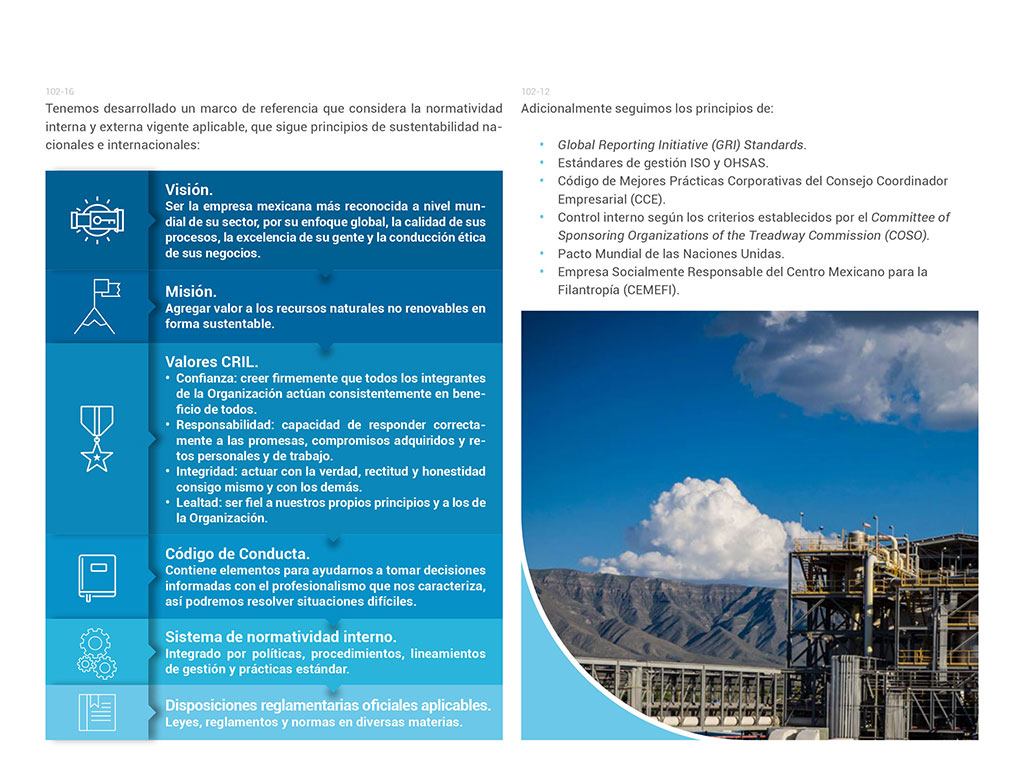 102-16
Tenemos desarrollado un marco de referencia que considera la normatividad
interna y externa vigente aplicable, que sigue principios de sustentabilidad na-
cionales e internacionales:
Visión.
Ser la empresa mexicana más reconocida a nivel mun-
dial de su sector, por su enfoque global, la calidad de sus
procesos, la excelencia de su gente y la conducción ética
de sus negocios.
Misión.
Agregar valor a los recursos naturales no renovables en
forma sustentable.
Valores CRIL.
• Confianza: creer firmemente que todos los integrantes
de la Organización actúan consistentemente en bene-
ficio de todos.
• Responsabilidad: capacidad de responder correcta-
mente a las promesas, compromisos adquiridos y re-
tos personales y de trabajo.
• Integridad: actuar con la verdad, rectitud y honestidad
consigo mismo y con los demás.
• Lealtad: ser fiel a nuestros propios principios y a los de
la Organización.
Código de Conducta.
Contiene elementos para ayudarnos a tomar decisiones
informadas con el profesionalismo que nos caracteriza,
así podremos resolver situaciones difíciles.
Sistema de normatividad interno.
Integrado por políticas, procedimientos, lineamientos
de gestión y prácticas estándar.
Disposiciones reglamentarias oficiales aplicables.
Leyes, reglamentos y normas en diversas materias.
102-12
Adicionalmente seguimos los principios de:
• Global Reporting Initiative (GRI) Standards.
• Estándares de gestión ISO y OHSAS.
• Código de Mejores Prácticas Corporativas del Consejo Coordinador
Empresarial (CCE).
• Control interno según los criterios establecidos por el Committee of
Sponsoring Organizations of the Treadway Commission (COSO).
• Pacto Mundial de las Naciones Unidas.
• Empresa Socialmente Responsable del Centro Mexicano para la
Filantropía (CEMEFI).